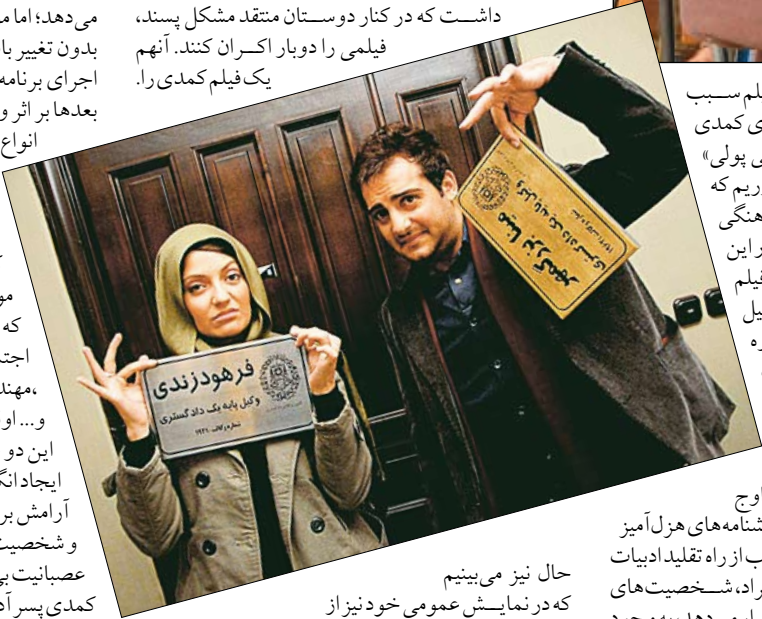 لم سبب
ی کمدی
ی پولی»
وریم که
هنگی
ر این
فیلم
یل
ره
اوج
شنامه‌های هزل‌آمیز
ب از راه تقلید ادبیات
راد، شخصیت‌های
داشت که در کنار دوستان منتقد مشکل پسند،
فیلمی را دوبار اکران کنند. آنهم
یک فیلم کمدی را.
فرهود زندی
وکیل پایه یک دادگستری
حال نیز می‌بینیم
که در نمایش عمومی خود نیز از
می‌دهد؛ اما م
بدون تغییر با
اجرای برنامه
بعدها بر اثر و
انواع
مو
که
اجتم
،مهند
و... او
این دو
ایجاد انگ
آرامش بر
و شخصیت
عصبانیت بی
کمدی پسر آد